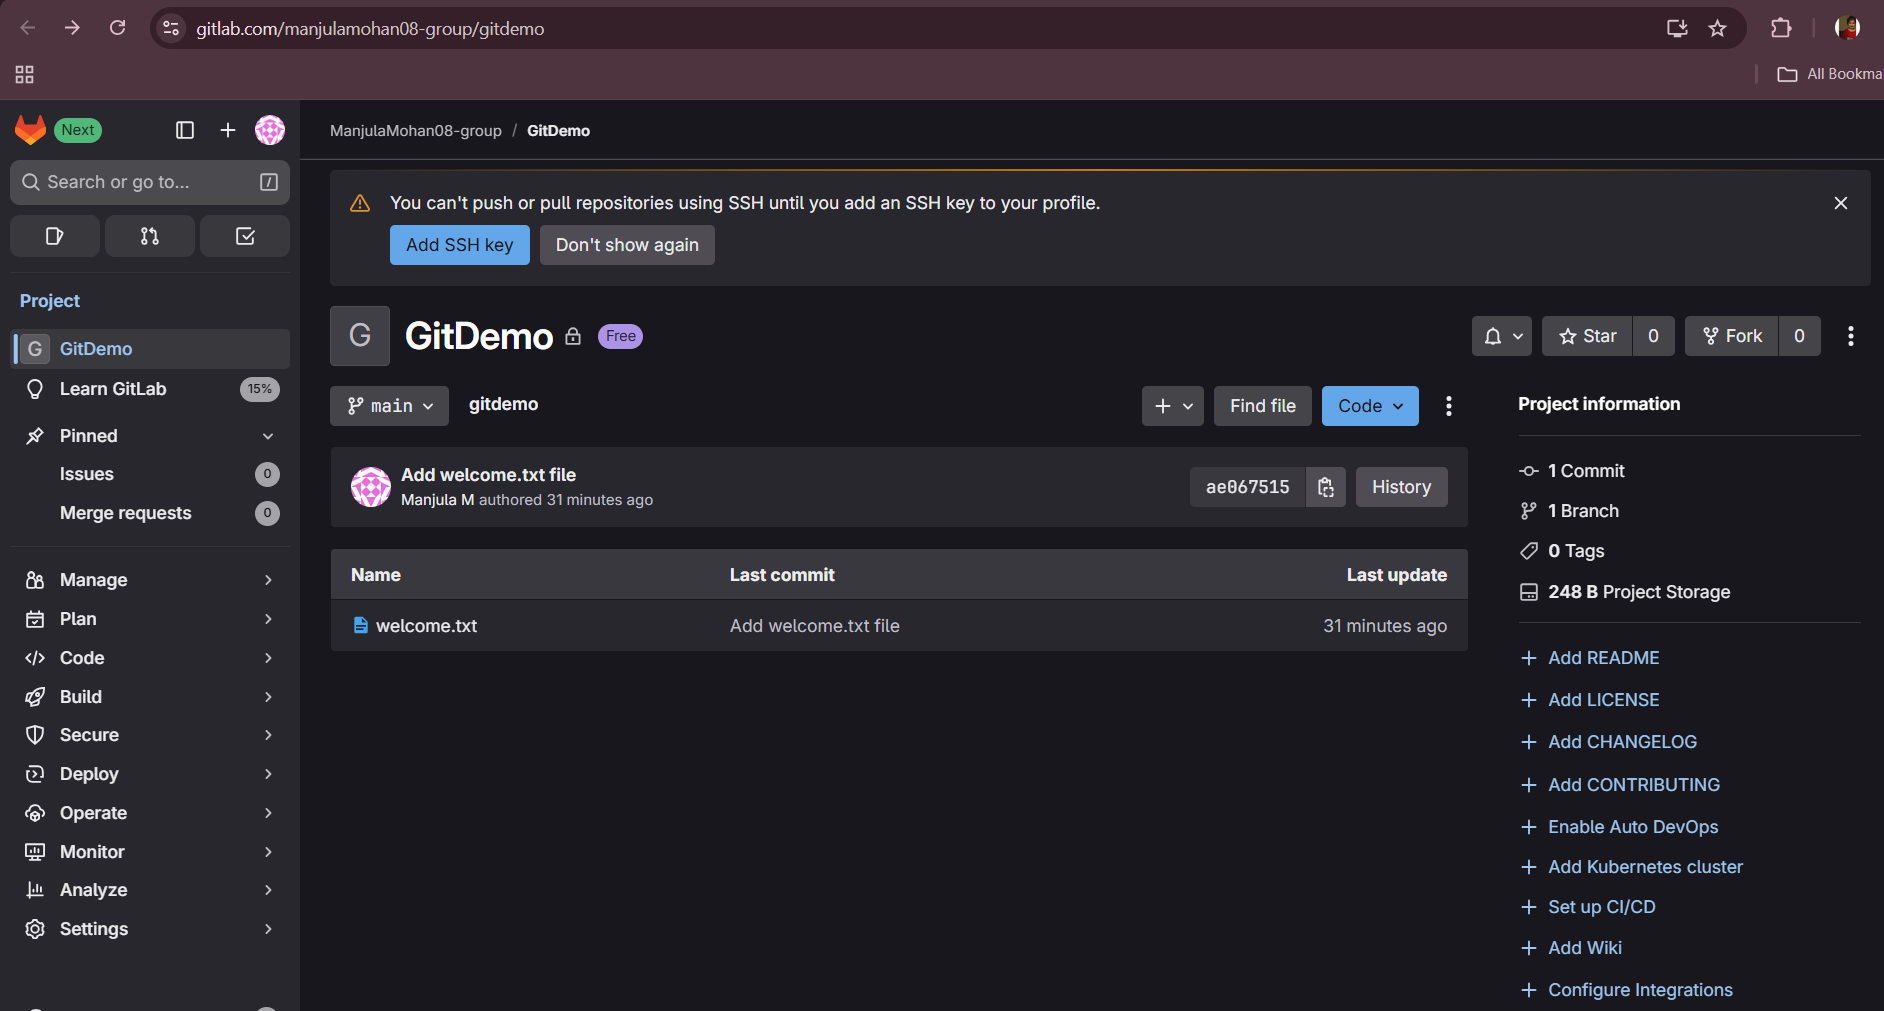 gitlab.com/manjulamohan08-group/gitdemo
All Bookma
Next
Search or go to...
/
Project
G GitDemo
Learn GitLab 15%
Pinned
Issues 0
Merge requests 0
Manage
Plan
Code
Build
Secure
Deploy
Operate
Monitor
Analyze
Settings
ManjulaMohan08-group / GitDemo
You can't push or pull repositories using SSH until you add an SSH key to your profile.
Add SSH key Don't show again
G GitDemo Free
Star 0 Fork 0
main gitdemo
Find file Code
Add welcome.txt file
Manjula M authored 31 minutes ago
ae067515 History
Name Last commit Last update
welcome.txt Add welcome.txt file 31 minutes ago
Project information
1 Commit
1 Branch
0 Tags
248 B Project Storage
Add README
Add LICENSE
Add CHANGELOG
Add CONTRIBUTING
Enable Auto DevOps
Add Kubernetes cluster
Set up CI/CD
Add Wiki
Configure Integrations